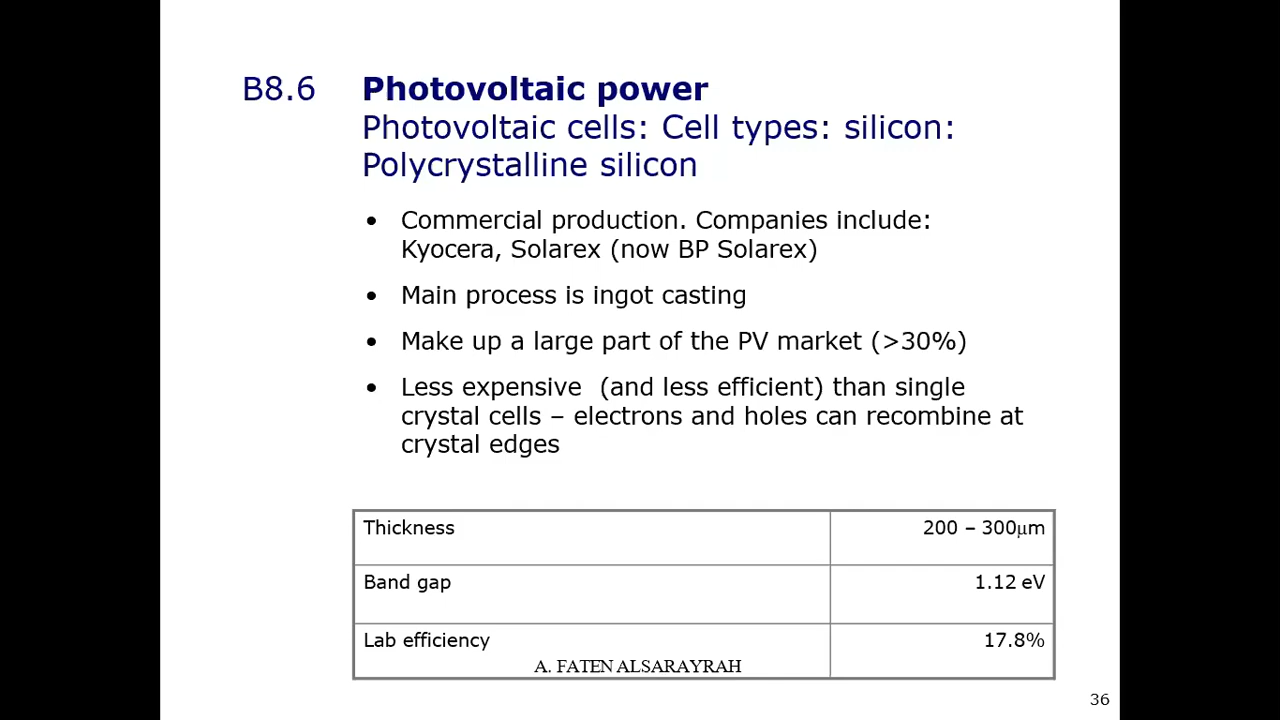 B8.6 Photovoltaic power
Photovoltaic cells: Cell types: silicon:
Polycrystalline silicon
• Commercial production. Companies include:
Kyocera, Solarex (now BP Solarex)
• Main process is ingot casting
• Make up a large part of the PV market (>30%)
• Less expensive (and less efficient) than single
crystal cells – electrons and holes can recombine at
crystal edges
Thickness 200 – 300μm
Band gap 1.12 eV
Lab efficiency 17.8%
A. FATEN ALSARAYRAH
36